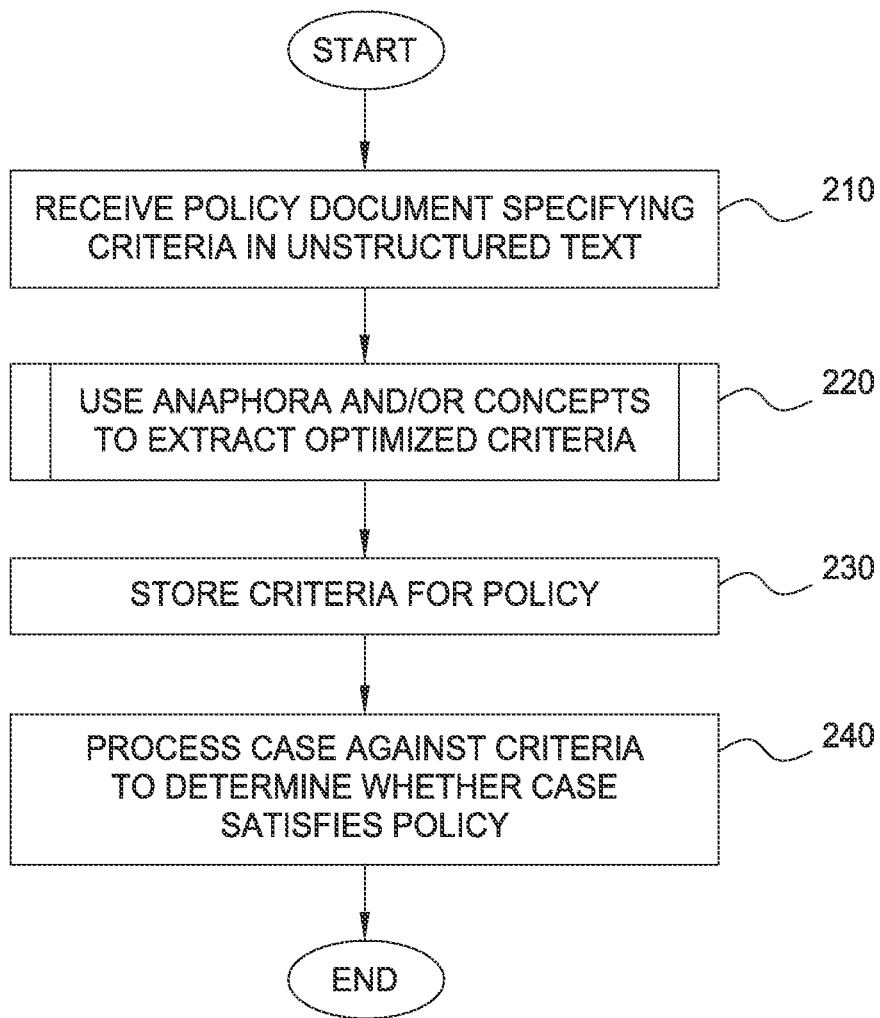 START
RECEIVE POLICY DOCUMENT SPECIFYING
CRITERIA IN UNSTRUCTURED TEXT
210
USE ANAPHORA AND/OR CONCEPTS
TO EXTRACT OPTIMIZED CRITERIA
220
STORE CRITERIA FOR POLICY
230
PROCESS CASE AGAINST CRITERIA
TO DETERMINE WHETHER CASE
SATISFIES POLICY
240
END